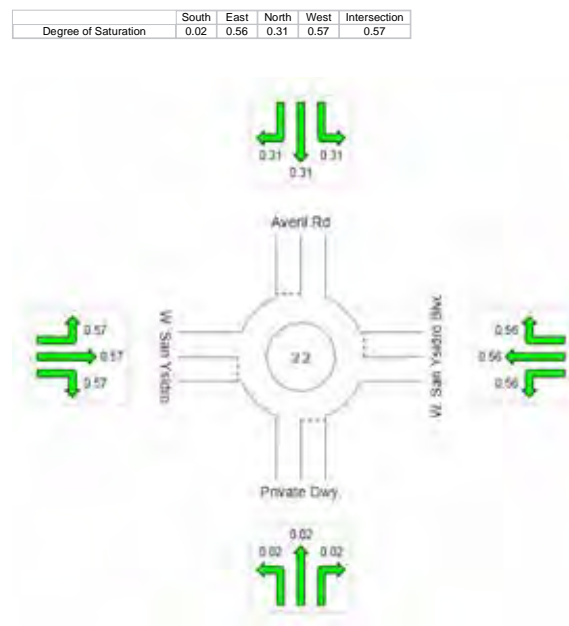 South East North West Intersection
Degree of Saturation 0.02 0.56 0.31 0.57 0.57
0.31 0.31
0.31
Averil Rd
W. San Ysidro
W. San Ysidro Blvd.
0.57
0.57
0.57
22
0.56
0.56
0.56
Private Dwy.
0.02
0.02 0.02